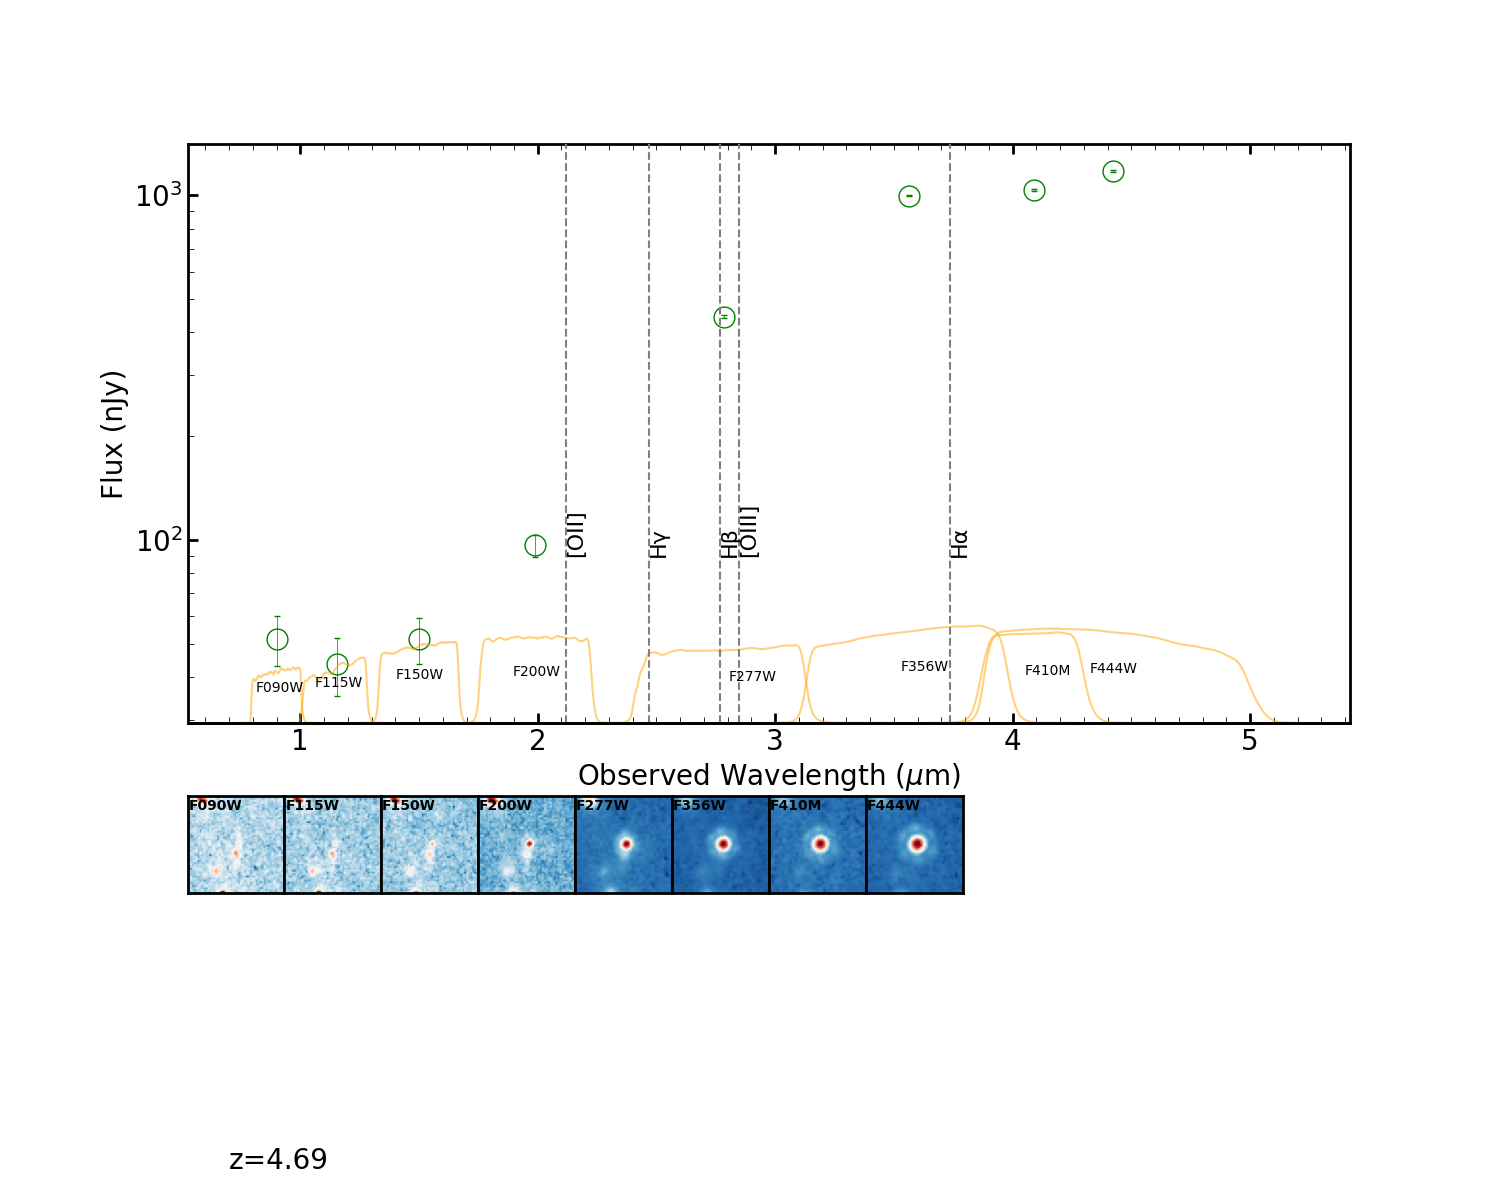 10³
10²
Flux (nJy)
[OII]
Hγ
Hβ
[OIII]
Hα
F090W
F115W
F150W
F200W
F277W
F356W
F410M
F444W
1 2 3 4 5
Observed Wavelength (μm)
F090W F115W F150W F200W F277W F356W F410M F444W
z=4.69